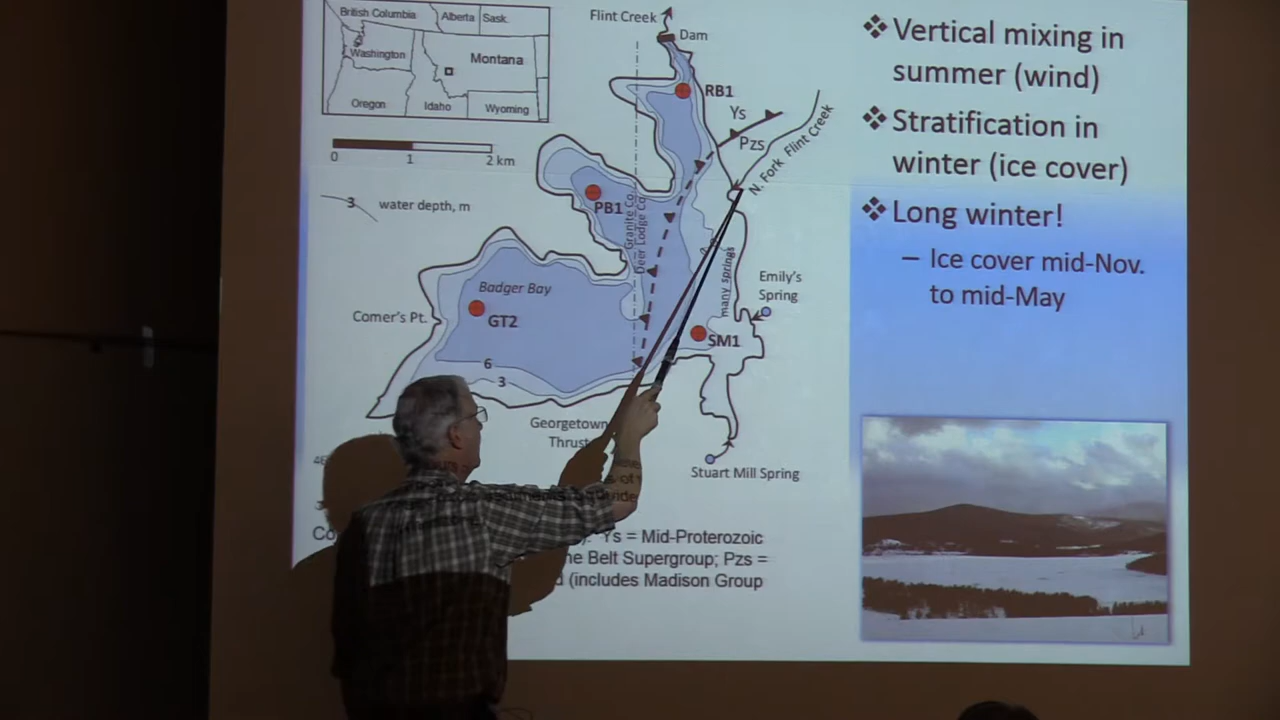 British Columbia
Alberta
Sask.
Washington
Montana
Oregon
Idaho
Wyoming
0 1 2 km
3 water depth, m
Flint Creek
Dam
RB1
Ys
Pzs
N. Fork Flint Creek
PB1
Granite Co.
Deer Lodge Co.
many springs
Emily's
Spring
Badger Bay
GT2
Comer's Pt.
SM1
6
3
Georgetown
Thrust
Stuart Mill Spring
Ys = Mid-Proterozoic
ne Belt Supergroup; Pzs =
(includes Madison Group
❖ Vertical mixing in
summer (wind)
❖ Stratification in
winter (ice cover)
❖ Long winter!
– Ice cover mid-Nov.
to mid-May